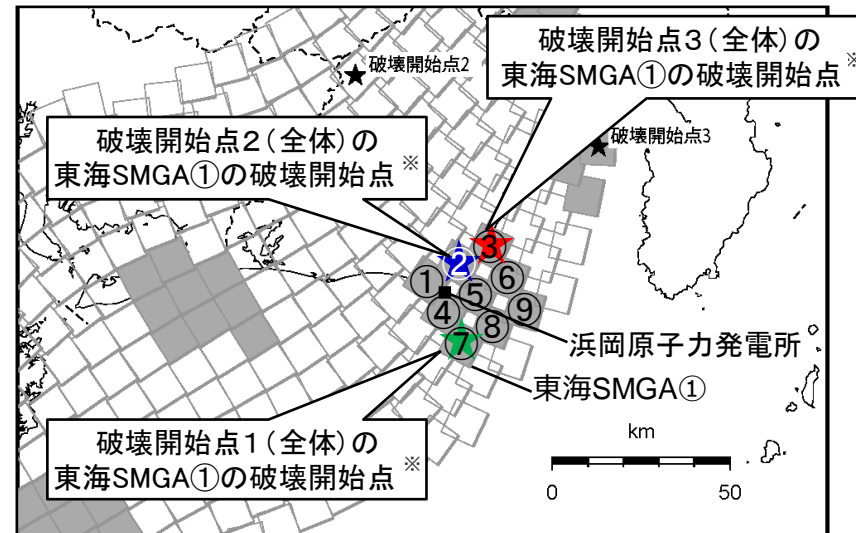 破壊開始点3(全体)の
東海SMGA①の破壊開始点※
破壊開始点2
破壊開始点3
破壊開始点2(全体)の
東海SMGA①の破壊開始点※
③
②
①
⑥
⑤
④
⑨
⑧
⑦
浜岡原子力発電所
東海SMGA①
破壊開始点1(全体)の
東海SMGA①の破壊開始点※
km
0 50